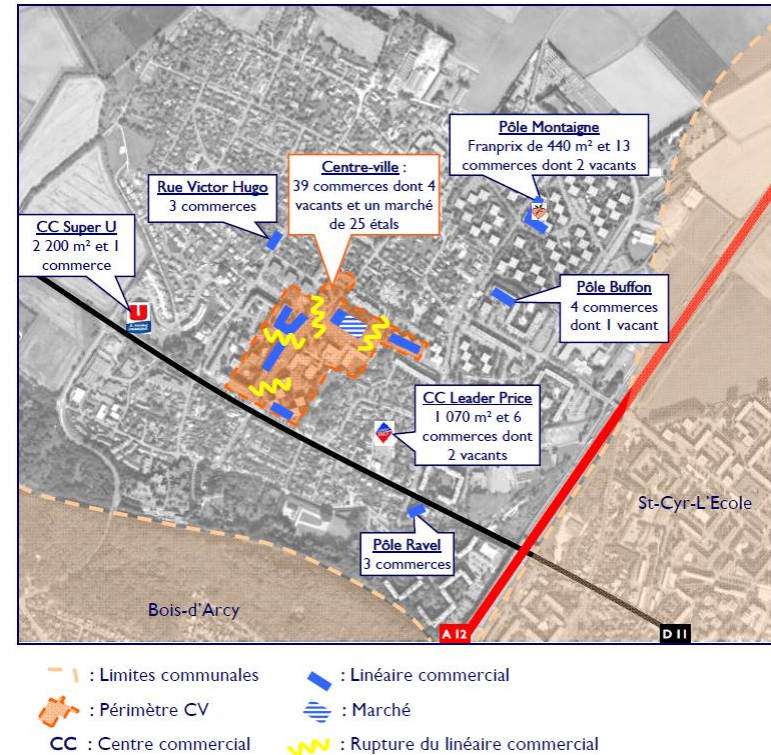 Pôle Montaigne
Franprix de 440 m² et 13
commerces dont 2 vacants
Centre-ville :
39 commerces dont 4
vacants et un marché
de 25 étals
Rue Victor Hugo
3 commerces
CC Super U
2 200 m² et 1
commerce
U
Pôle Buffon
4 commerces
dont 1 vacant
CC Leader Price
1 070 m² et 6
commerces dont
2 vacants
St-Cyr-L'Ecole
Pôle Ravel
3 commerces
Bois-d'Arcy
A 12
D 11
: Limites communales
: Linéaire commercial
: Périmètre CV
: Marché
CC : Centre commercial
: Rupture du linéaire commercial